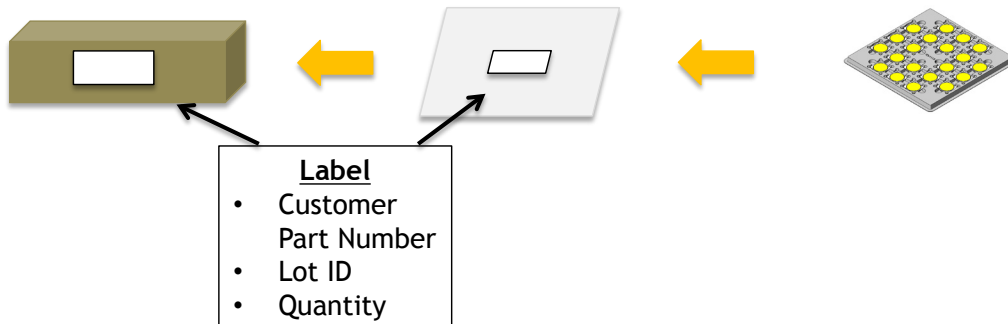 Label
• Customer
Part Number
• Lot ID
• Quantity